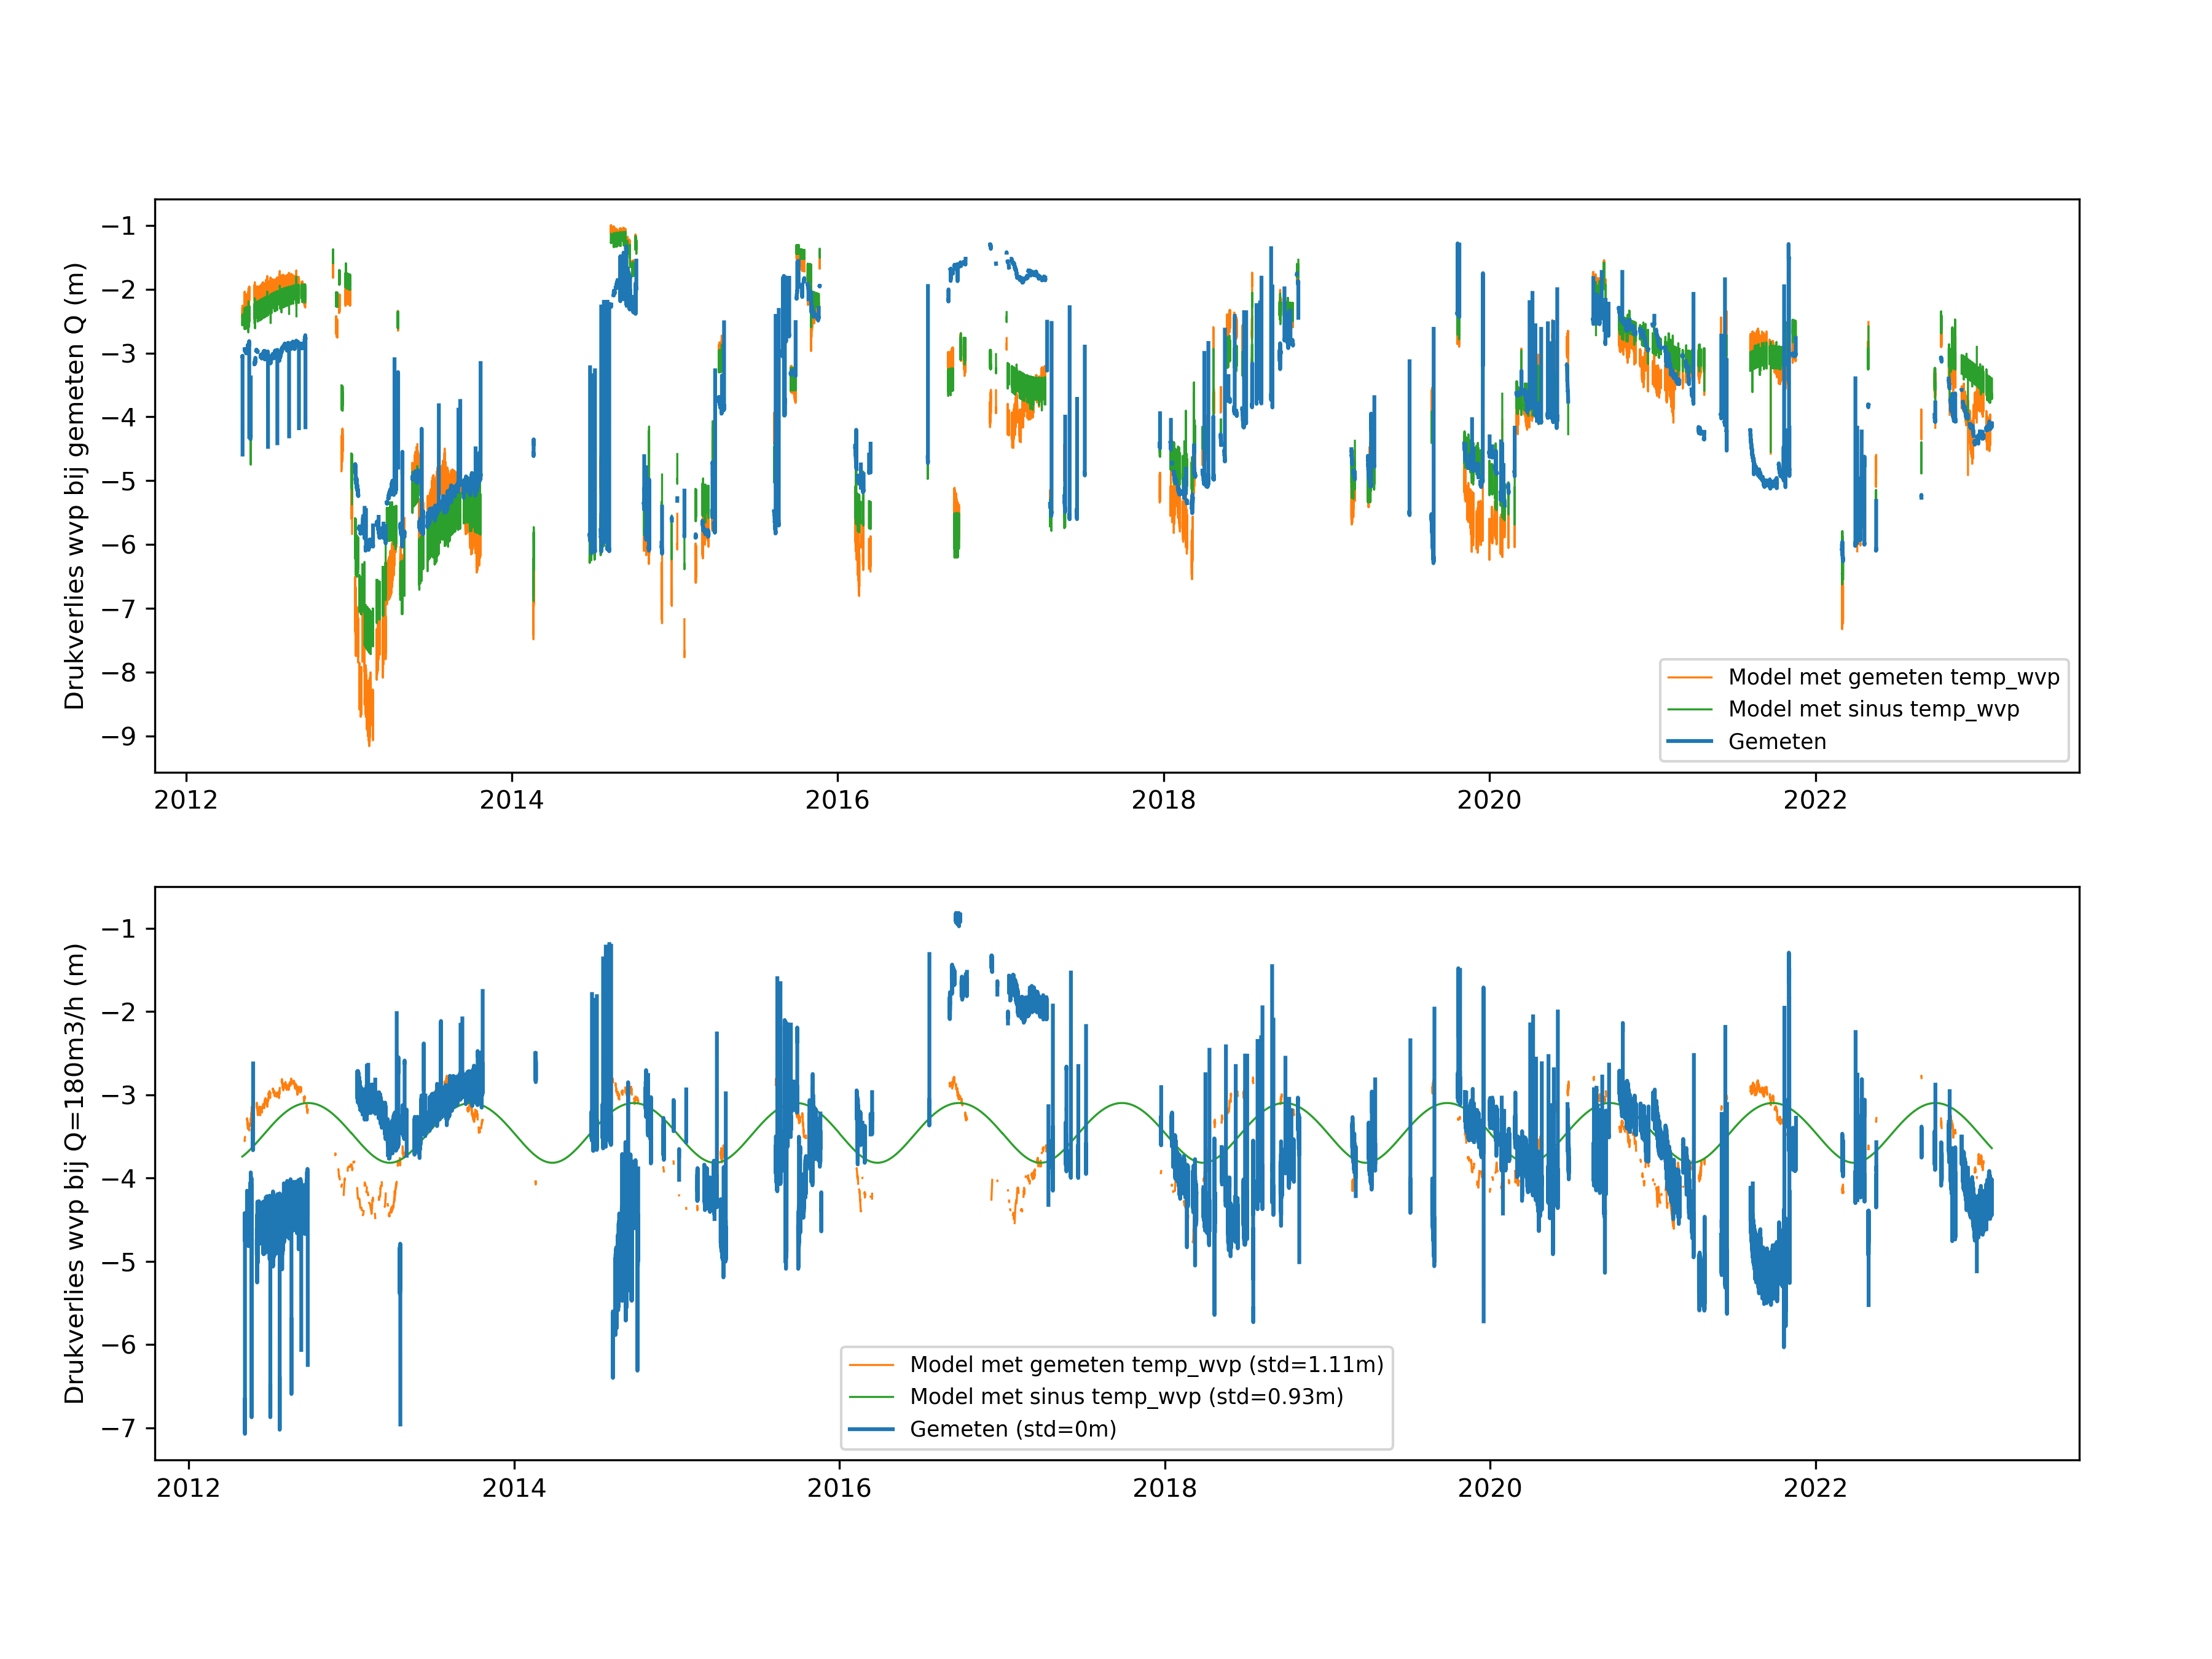 Drukverlies wvp bij gemeten Q (m)
−1
−2
−3
−4
−5
−6
−7
−8
−9
Model met gemeten temp_wvp
Model met sinus temp_wvp
Gemeten
2012 2014 2016 2018 2020 2022
Drukverlies wvp bij Q=180m3/h (m)
−1
−2
−3
−4
−5
−6
−7
Model met gemeten temp_wvp (std=1.11m)
Model met sinus temp_wvp (std=0.93m)
Gemeten (std=0m)
2012 2014 2016 2018 2020 2022